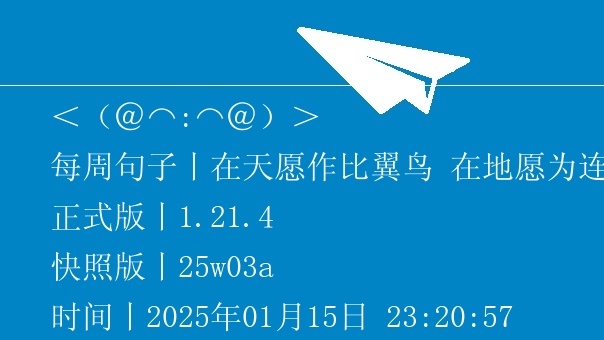 ＜（@⌒:⌒@）＞
每周句子丨在天愿作比翼鸟 在地愿为连
正式版丨1.21.4
快照版丨25w03a
时间丨2025年01月15日 23:20:57